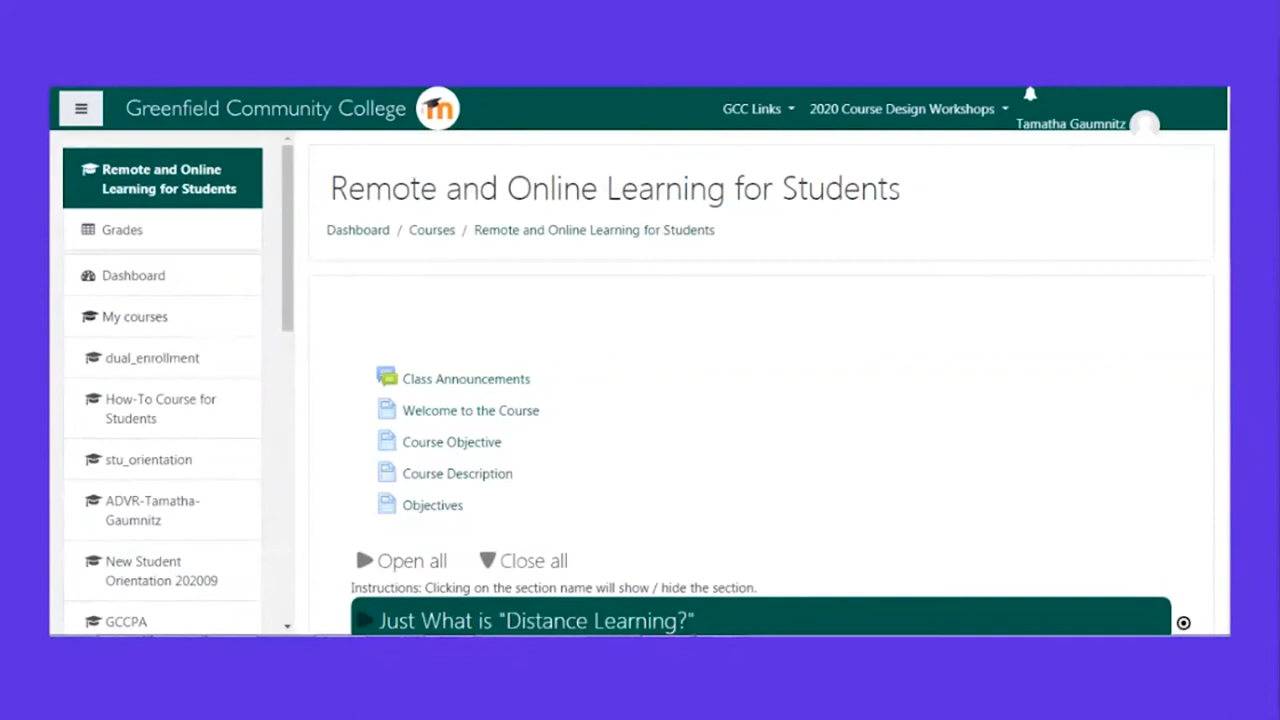 Greenfield Community College
GCC Links
2020 Course Design Workshops
Tamatha Gaumnitz
Remote and Online
Learning for Students
Grades
Dashboard
My courses
dual_enrollment
How-To Course for
Students
stu_orientation
ADVR-Tamatha-
Gaumnitz
New Student
Orientation 202009
GCCPA
Remote and Online Learning for Students
Dashboard / Courses / Remote and Online Learning for Students
Class Announcements
Welcome to the Course
Course Objective
Course Description
Objectives
Open all Close all
Instructions: Clicking on the section name will show / hide the section.
Just What is "Distance Learning?"